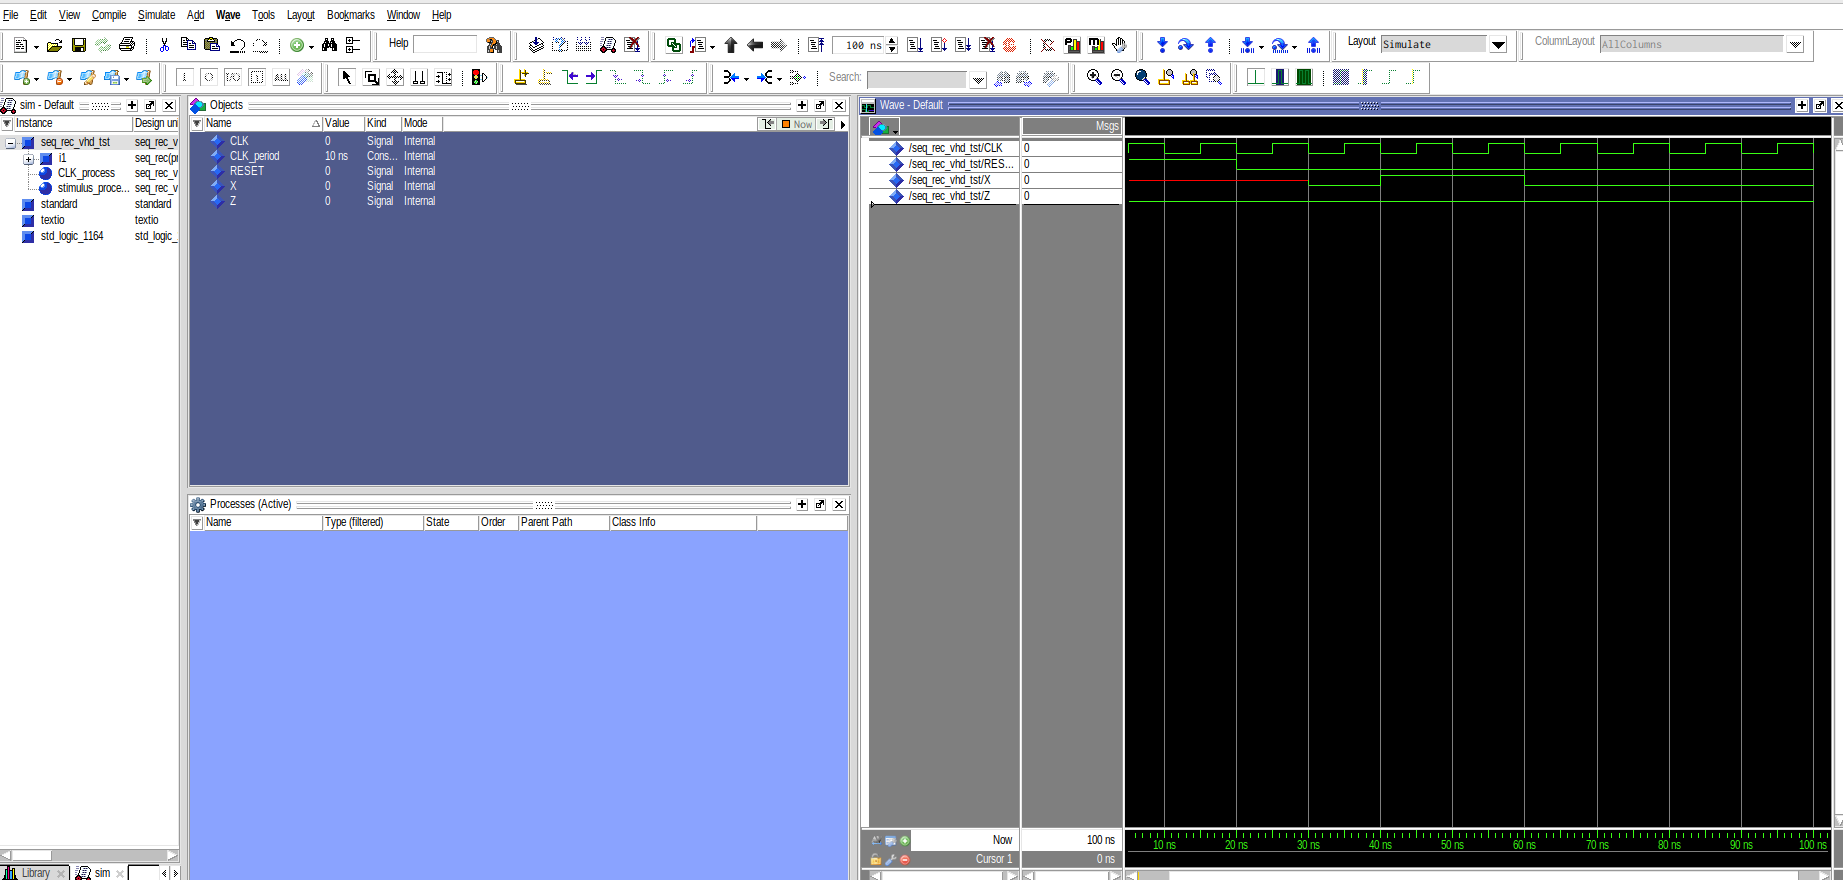 File Edit View Compile Simulate Add Wave Tools Layout Bookmarks Window Help
Help
100 ns
Layout Simulate
ColumnLayout AllColumns
Search:
sim - Default
Instance Design un
seq_rec_vhd_tst seq_rec_v
i1 seq_rec(pr
CLK_process seq_rec_v
stimulus_proce... seq_rec_v
standard standard
textio textio
std_logic_1164 std_logic_
Library sim
Objects
Name Value Kind Mode
Now
CLK 0 Signal Internal
CLK_period 10 ns Cons... Internal
RESET 0 Signal Internal
X 0 Signal Internal
Z 0 Signal Internal
Processes (Active)
Name Type (filtered) State Order Parent Path Class Info
Wave - Default
Msgs
/seq_rec_vhd_tst/CLK 0
/seq_rec_vhd_tst/RES... 0
/seq_rec_vhd_tst/X 0
/seq_rec_vhd_tst/Z 0
Now 100 ns
Cursor 1 0 ns
10 ns 20 ns 30 ns 40 ns 50 ns 60 ns 70 ns 80 ns 90 ns 100 ns